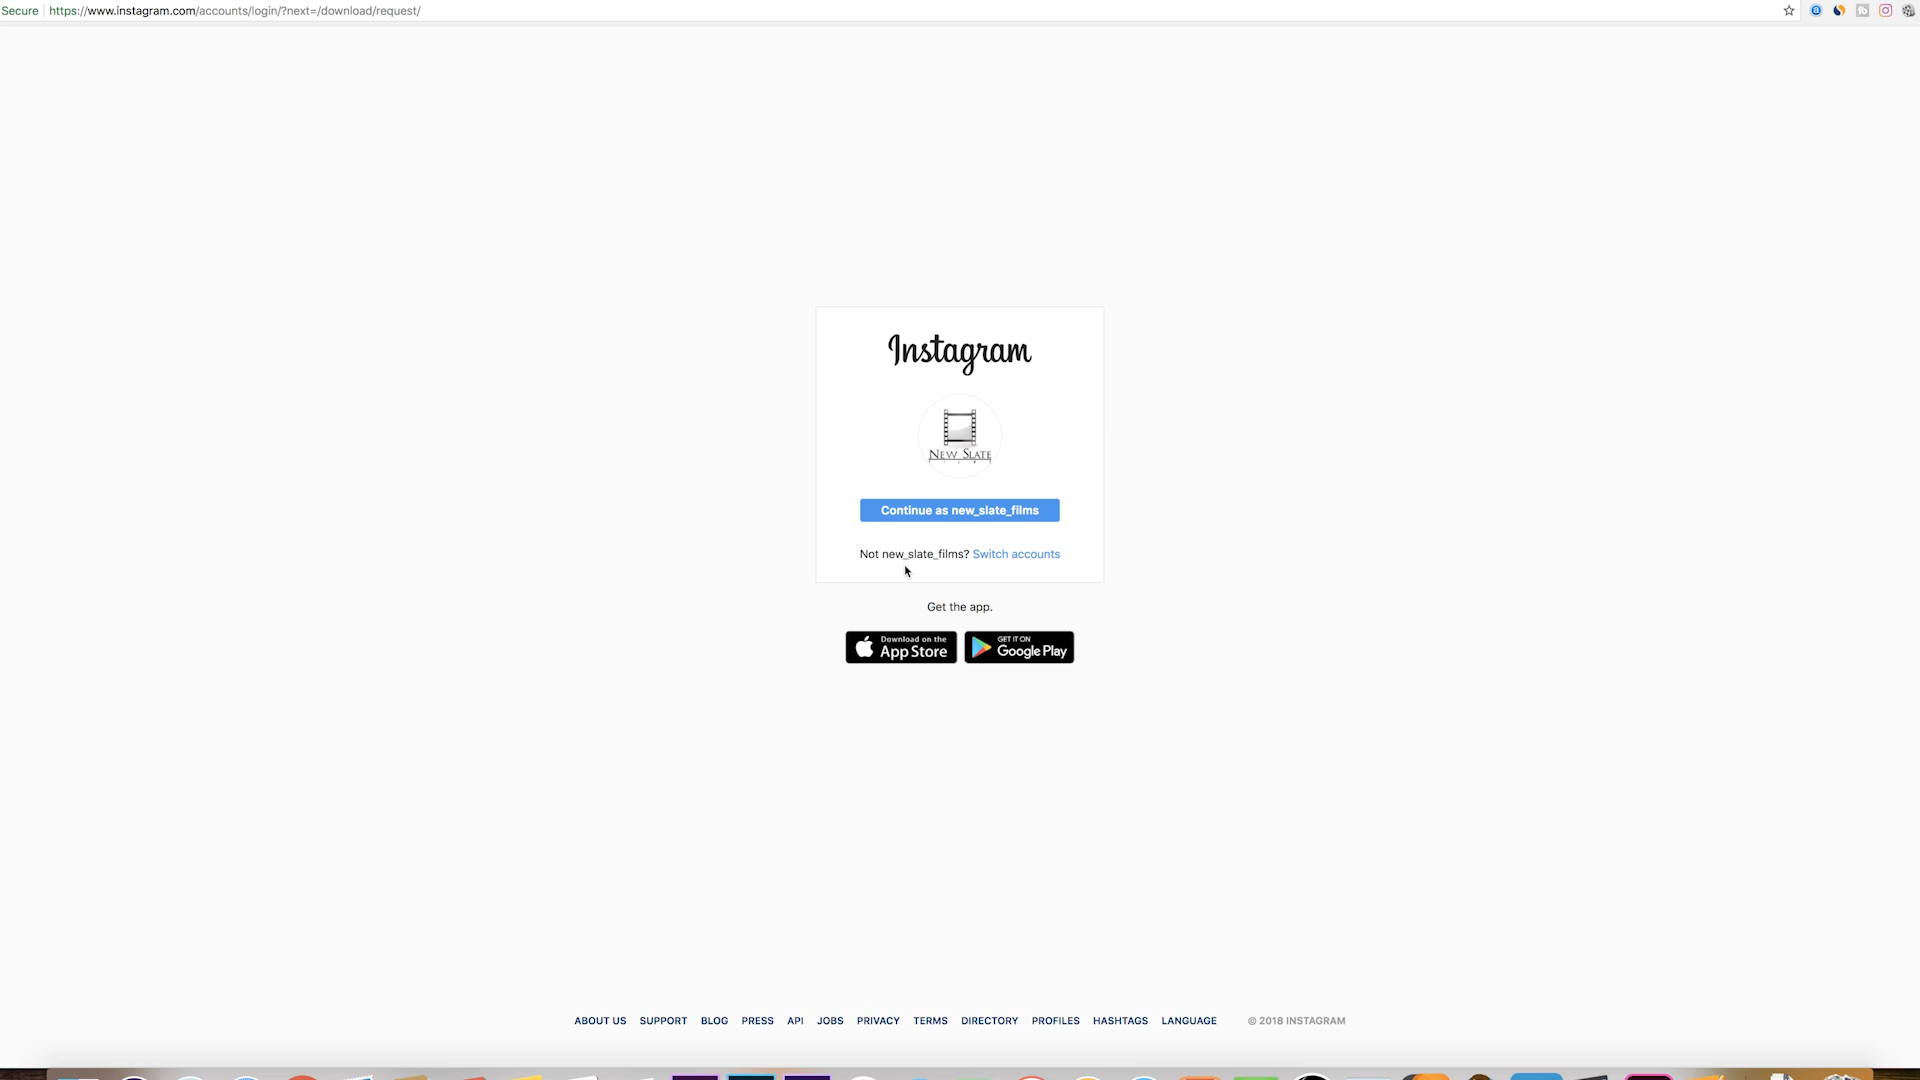 Secure https://www.instagram.com/accounts/login/?next=/download/request/
Instagram
NEW SLATE
Continue as new_slate_films
Not new_slate_films? Switch accounts
Get the app.
Download on the
App Store
GET IT ON
Google Play
ABOUT US SUPPORT BLOG PRESS API JOBS PRIVACY TERMS DIRECTORY PROFILES HASHTAGS LANGUAGE © 2018 INSTAGRAM